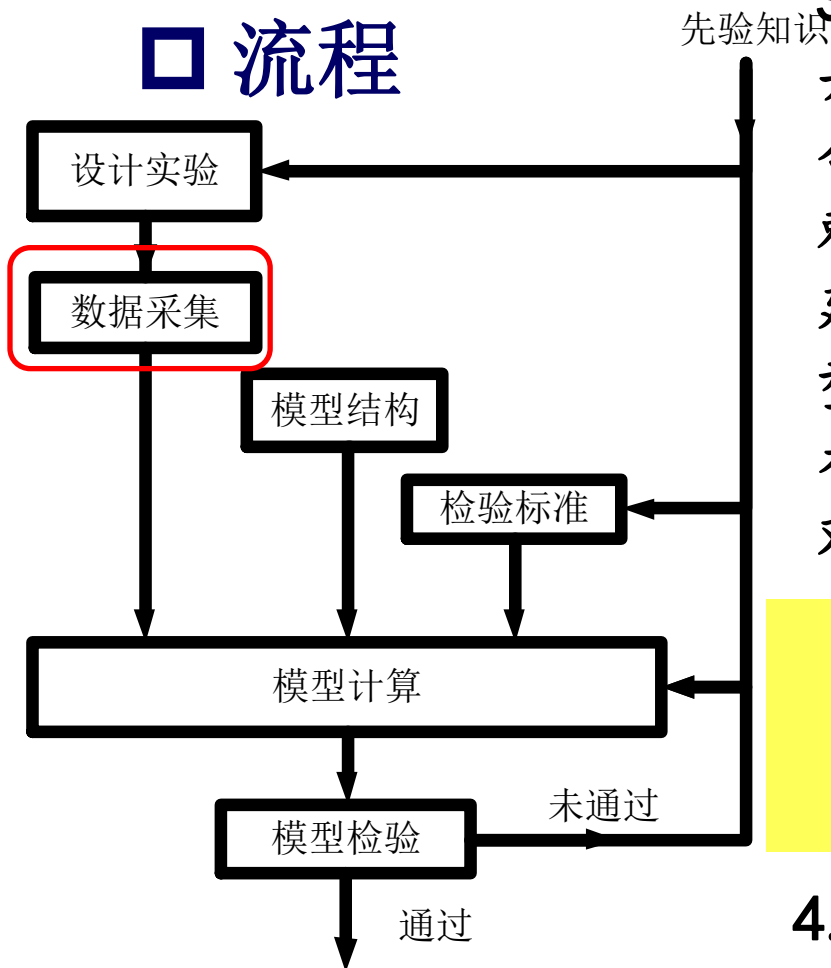 流程
先验知识
设计实验
数据采集
模型结构
检验标准
模型计算
模型检验
未通过
通过
4.